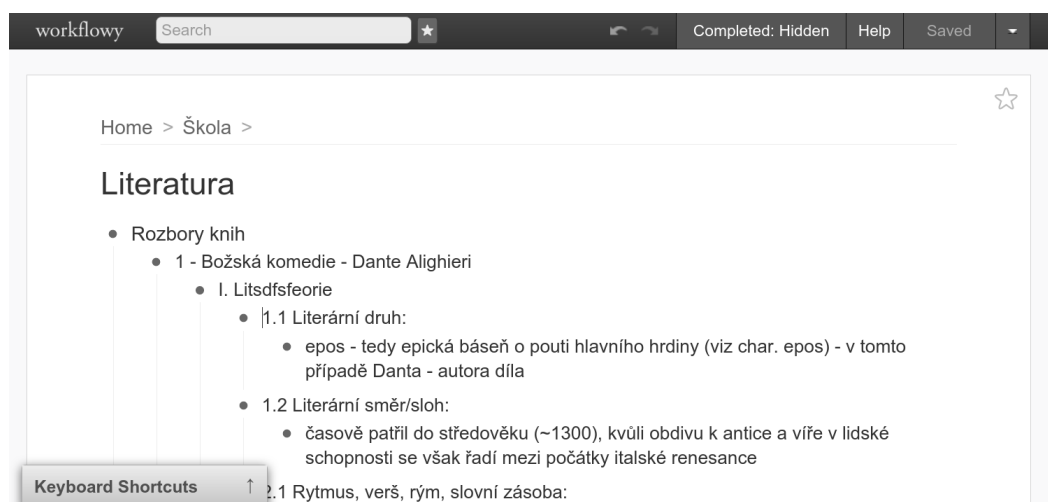 workflowy Search Completed: Hidden Help Saved
Home > Škola >
Literatura
Rozbory knih
1 - Božská komedie - Dante Alighieri
I. Litsdfsfeorie
1.1 Literární druh:
epos - tedy epická báseň o pouti hlavního hrdiny (viz char. epos) - v tomto
případě Danta - autora díla
1.2 Literární směr/sloh:
časově patřil do středověku (~1300), kvůli obdivu k antice a víře v lidské
schopnosti se však řadí mezi počátky italské renesance
2.1 Rytmus, verš, rým, slovní zásoba:
Keyboard Shortcuts ↑